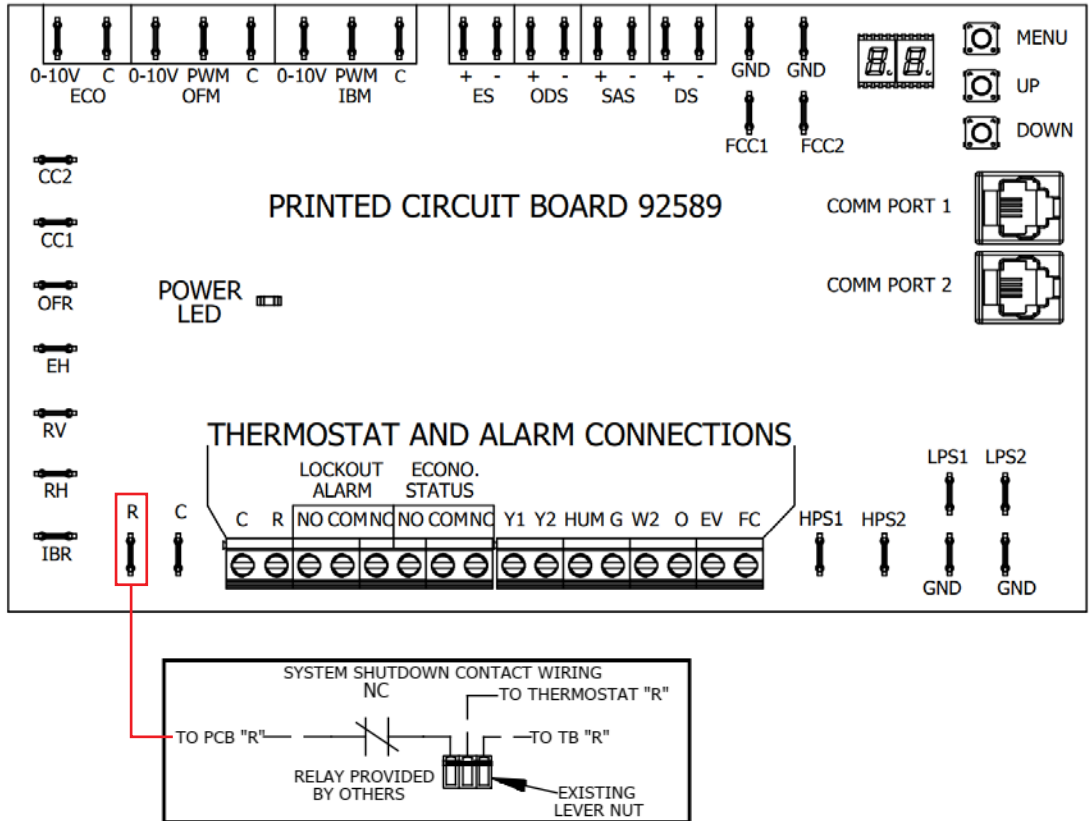 0-10V C 0-10V PWM C 0-10V PWM C + - + - + - + - GND GND
ECO OFM IBM ES ODS SAS DS
8.8.
MENU
UP
DOWN
FCC1 FCC2
CC2
CC1
OFR
EH
RV
RH
IBR
PRINTED CIRCUIT BOARD 92589
COMM PORT 1
COMM PORT 2
POWER
LED
THERMOSTAT AND ALARM CONNECTIONS
LOCKOUT ECONO.
ALARM STATUS
R C
C R NO COM NC NO COM NC Y1 Y2 HUM G W2 O EV FC
LPS1 LPS2
HPS1 HPS2
GND GND
SYSTEM SHUTDOWN CONTACT WIRING
NC
TO THERMOSTAT "R"
TO PCB "R"
TO TB "R"
RELAY PROVIDED
BY OTHERS
EXISTING
LEVER NUT